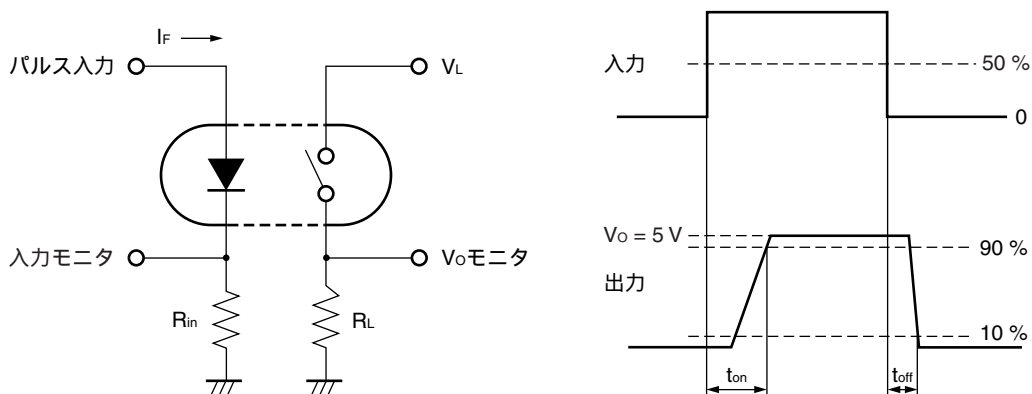 IF
パルス入力
VL
入力モニタ
VOモニタ
Rin
RL
入力
50 %
0
VO = 5 V
90 %
出力
10 %
ton
toff